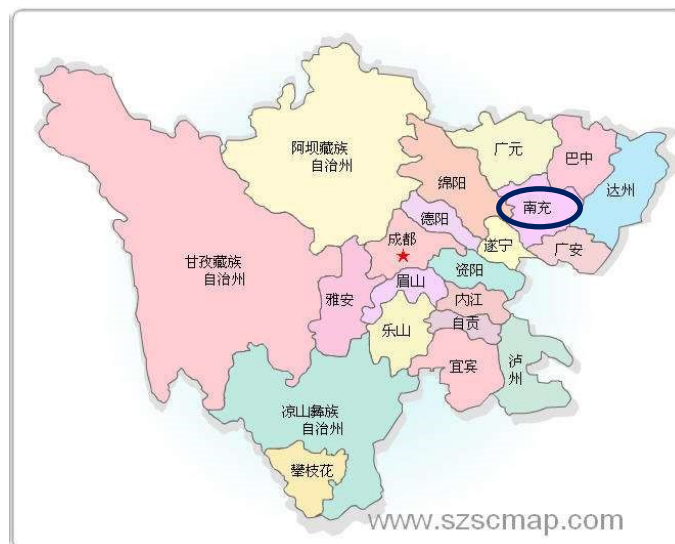 阿坝藏族
自治州
广元
巴中
绵阳
达州
南充
德阳
成都
遂宁
广安
甘孜藏族
自治州
资阳
雅安
眉山
内江
自贡
乐山
宜宾
泸
州
凉山彝族
自治州
攀枝花
www.szscmap.com